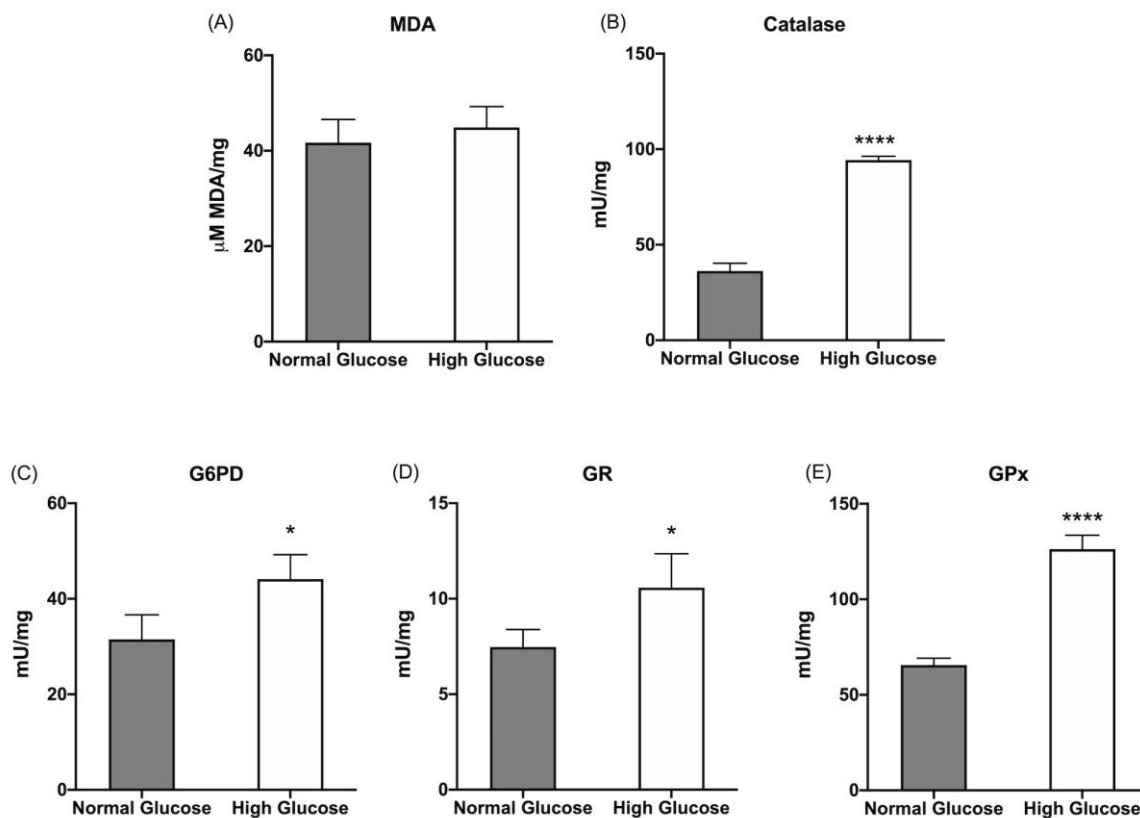 (A)
MDA
60
40
20
0
μM MDA/mg
Normal Glucose
High Glucose
(B)
Catalase
150
100
50
0
mU/mg
****
Normal Glucose
High Glucose
(C)
G6PD
60
40
20
0
mU/mg
*
Normal Glucose
High Glucose
(D)
GR
15
10
5
0
mU/mg
*
Normal Glucose
High Glucose
(E)
GPx
150
100
50
0
mU/mg
****
Normal Glucose
High Glucose